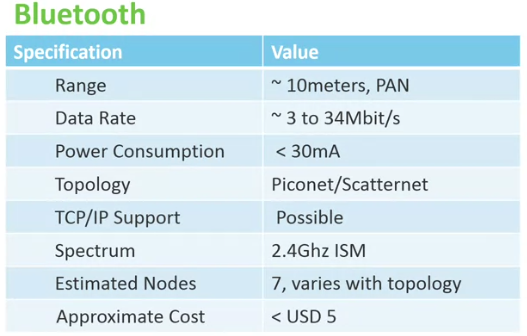 Bluetooth
Specification Value
Range ~ 10meters, PAN
Data Rate ~ 3 to 34Mbit/s
Power Consumption < 30mA
Topology Piconet/Scatternet
TCP/IP Support Possible
Spectrum 2.4Ghz ISM
Estimated Nodes 7, varies with topology
Approximate Cost < USD 5